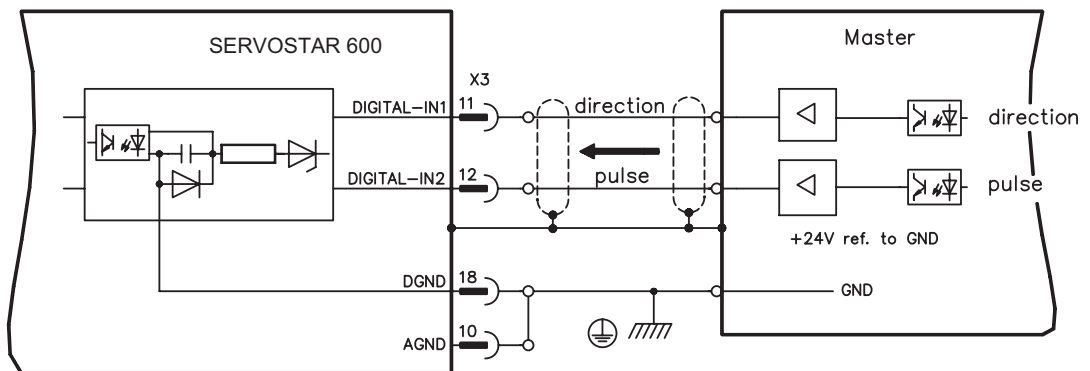 SERVOSTAR 600
Master
X3
DIGITAL-IN1
11
direction
direction
DIGITAL-IN2
12
pulse
pulse
+24V ref. to GND
DGND
18
GND
AGND
10